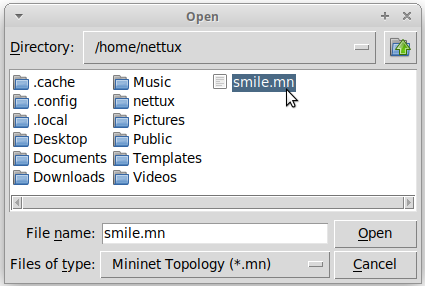 Open
Directory: /home/nettux
.cache Music smile.mn
.config nettux
.local Pictures
Desktop Public
Documents Templates
Downloads Videos
File name: smile.mn Open
Files of type: Mininet Topology (*.mn) Cancel